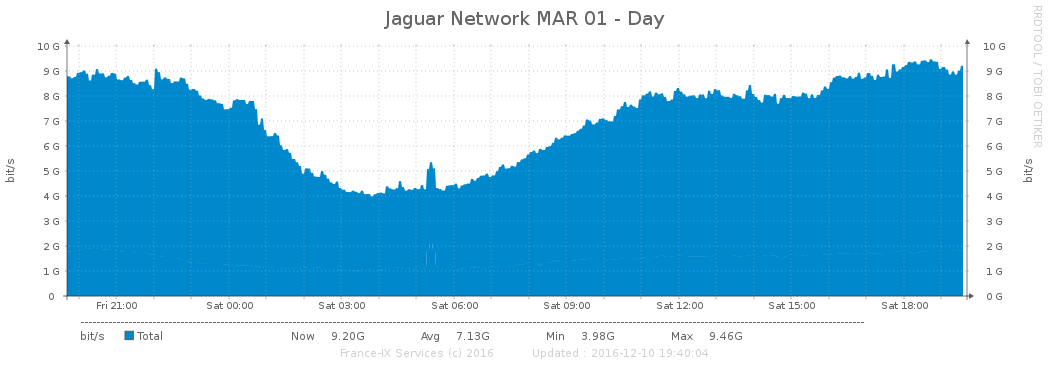 Jaguar Network MAR 01 - Day
RRDTOOL / TOBI OETIKER
10 G 10 G
9 G 9 G
8 G 8 G
7 G 7 G
6 G 6 G
5 G 5 G
4 G 4 G
3 G 3 G
2 G 2 G
1 G 1 G
0 0 G
bit/s
bit/s
Fri 21:00 Sat 00:00 Sat 03:00 Sat 06:00 Sat 09:00 Sat 12:00 Sat 15:00 Sat 18:00
bit/s Total Now 9.20G Avg 7.13G Min 3.98G Max 9.46G
France-IX Services (c) 2016 Updated : 2016-12-10 19:40:04